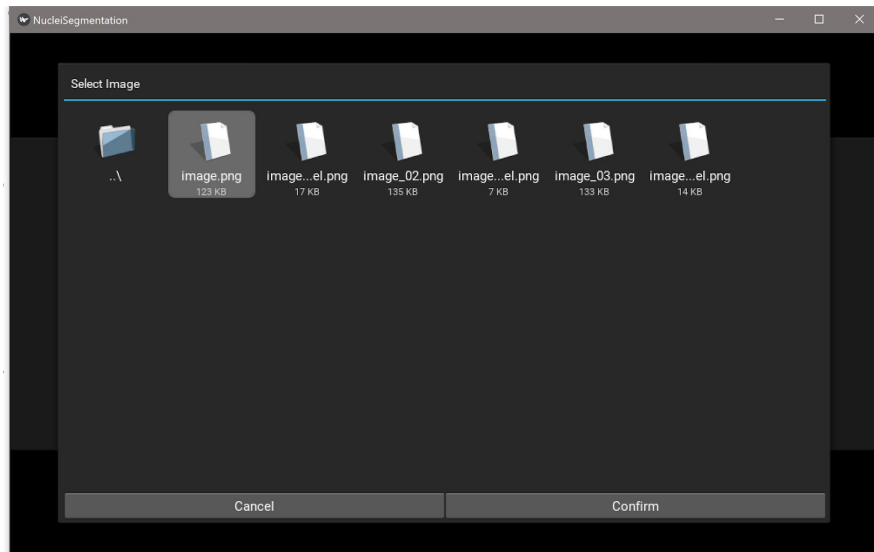 NucleiSegmentation
Select Image
..\ image.png image...el.png image_02.png image...el.png image_03.png image...el.png
123 KB 17 KB 135 KB 7 KB 133 KB 14 KB
Cancel Confirm